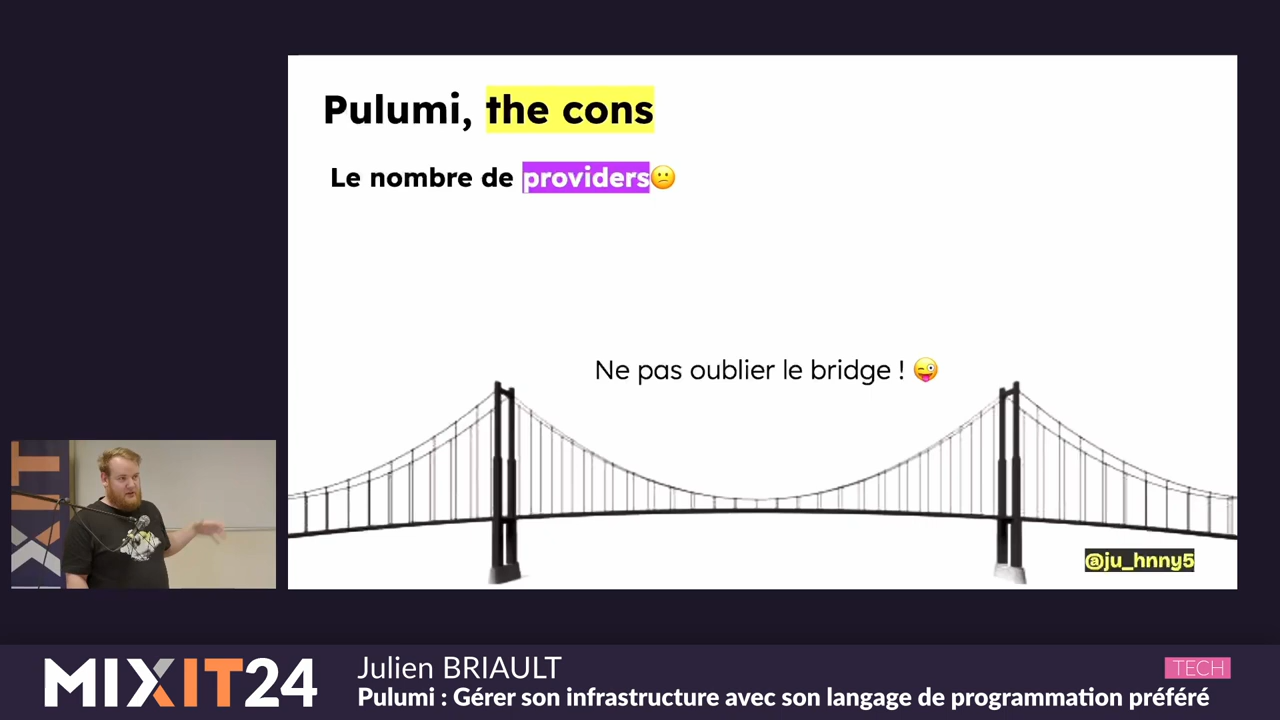 Pulumi, the cons
Le nombre de providers😕
Ne pas oublier le bridge ! 😜
@ju_hnny5
XIT
MIXIT24
Julien BRIAULT
TECH
Pulumi : Gérer son infrastructure avec son langage de programmation préféré